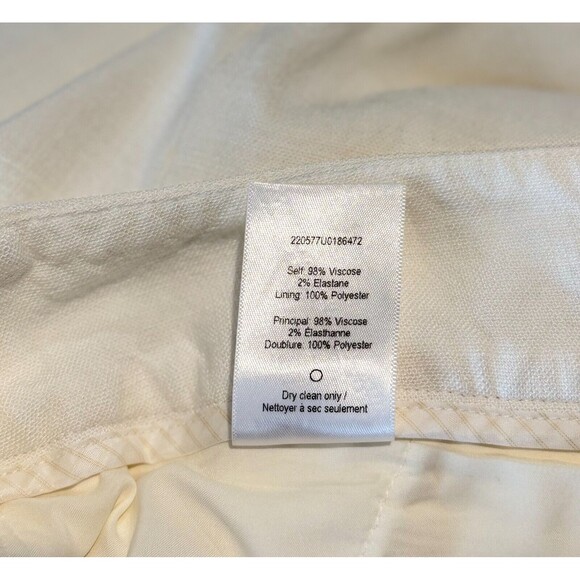 220577U0186472
Self: 98% Viscose
2% Elastane
Lining: 100% Polyester
Principal: 98% Viscose
2% Élasthanne
Doublure: 100% Polyester
Dry clean only /
Nettoyer à sec seulement